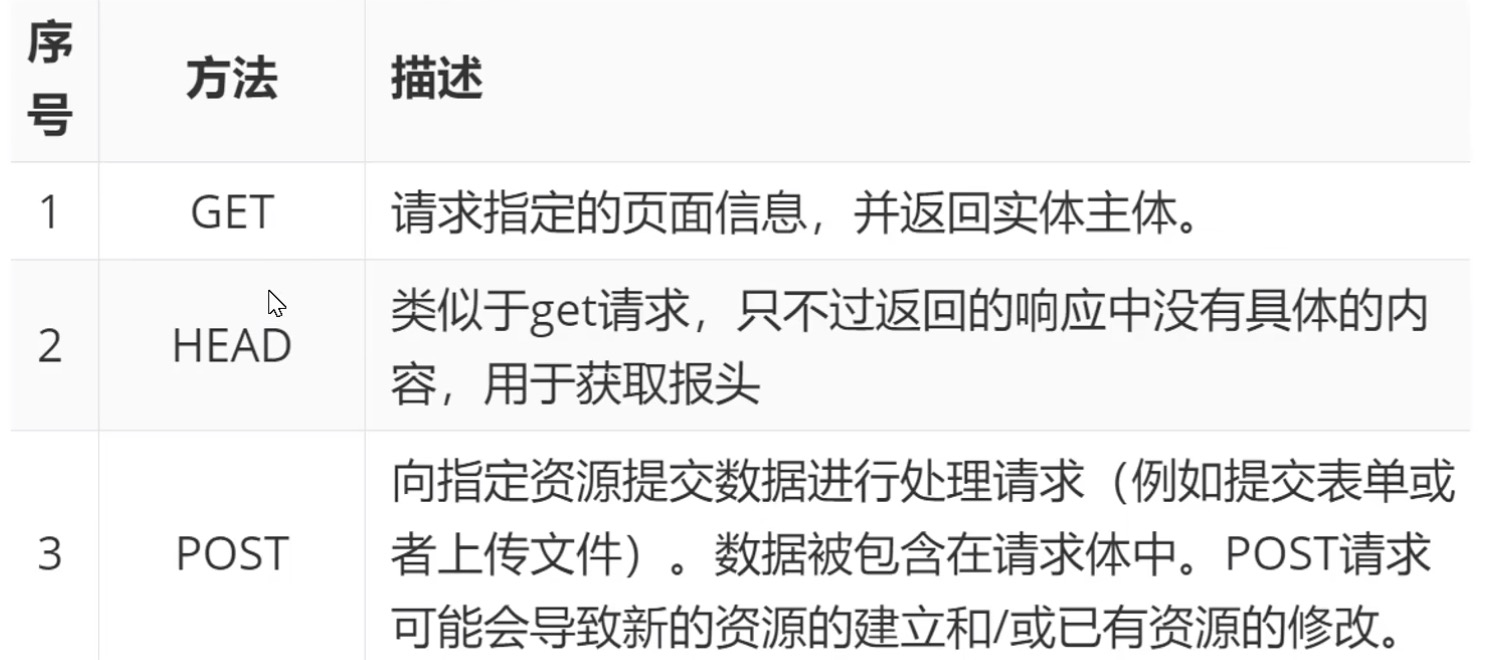 序号 方法 描述
1 GET 请求指定的页面信息，并返回实体主体。
2 HEAD 类似于get请求，只不过返回的响应中没有具体的内
容，用于获取报头
3 POST 向指定资源提交数据进行处理请求（例如提交表单或
者上传文件）。数据被包含在请求体中。POST请求
可能会导致新的资源的建立和/或已有资源的修改。